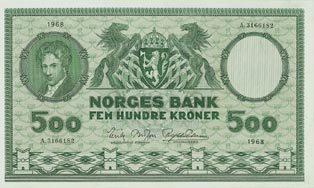 1968 A.3166182
NORGES BANK
FEM HUNDRE KRONER
500 500
A.3166182 1968